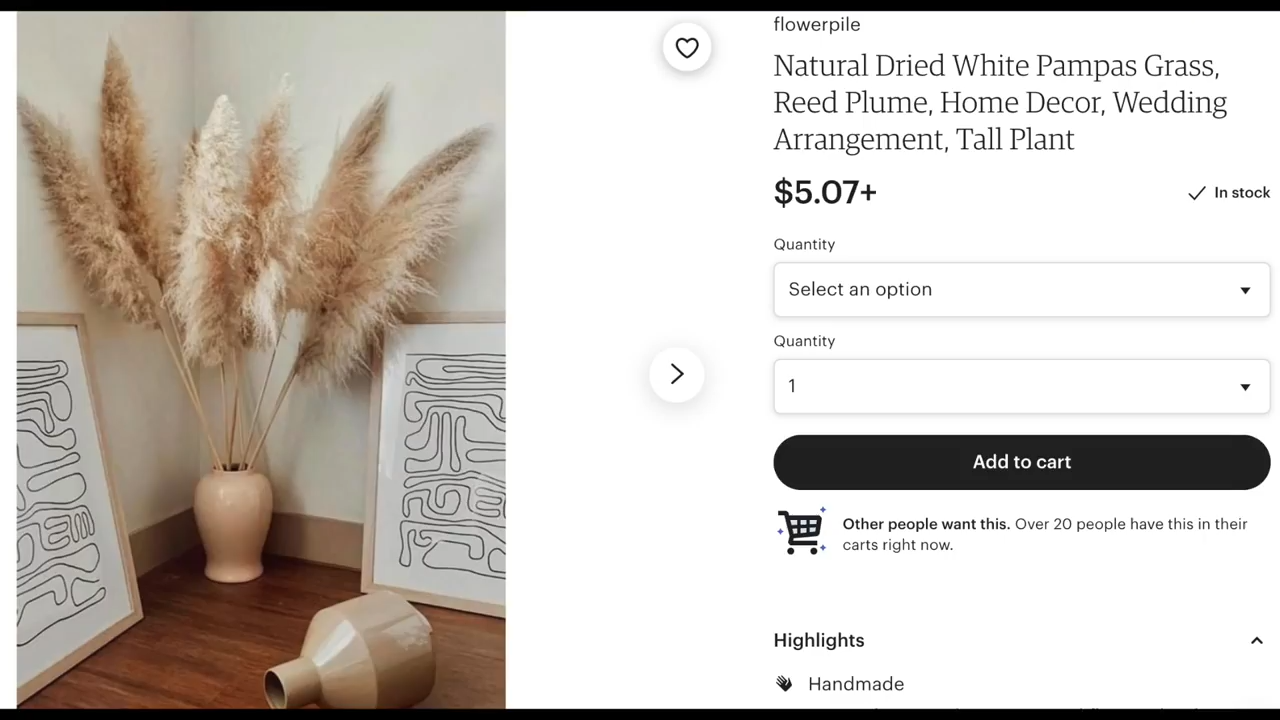 flowerpile
Natural Dried White Pampas Grass,
Reed Plume, Home Decor, Wedding
Arrangement, Tall Plant
$5.07+
In stock
Quantity
Select an option
Quantity
1
Add to cart
Other people want this. Over 20 people have this in their
carts right now.
Highlights
Handmade